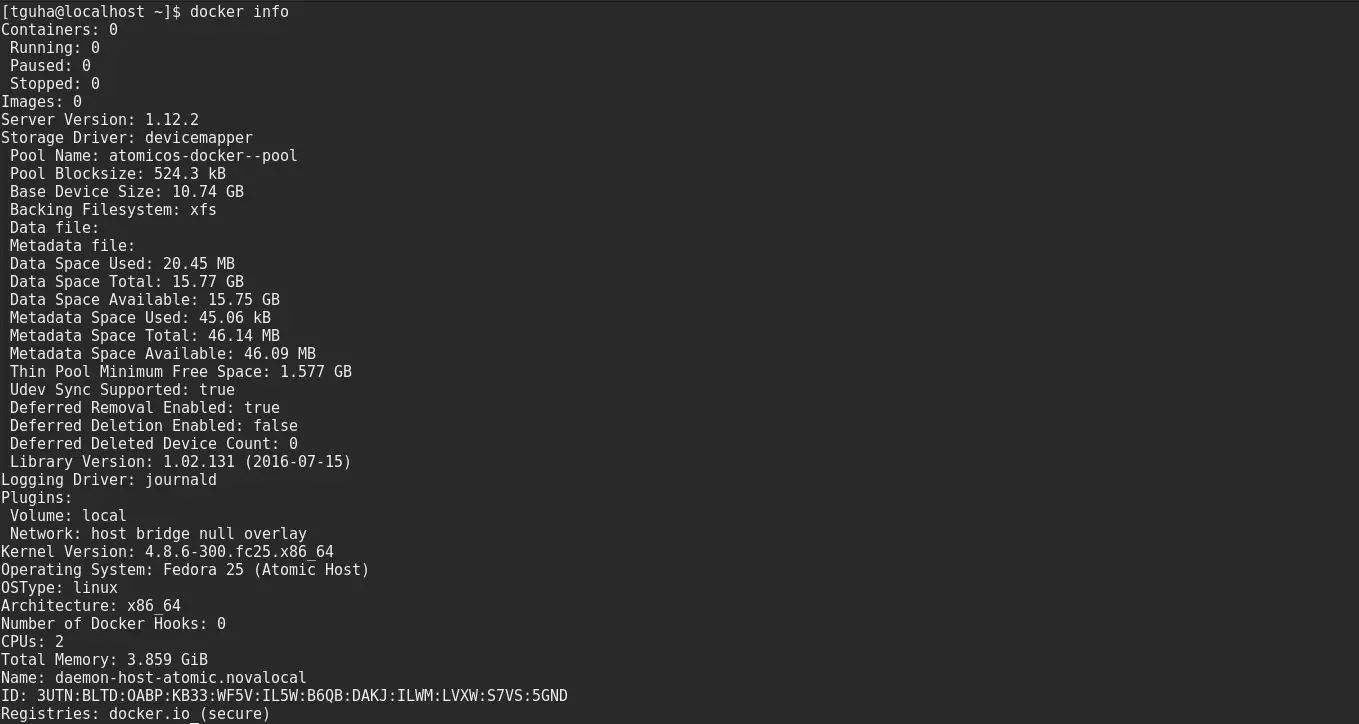 [tguha@localhost ~]$ docker info
Containers: 0
 Running: 0
 Paused: 0
 Stopped: 0
Images: 0
Server Version: 1.12.2
Storage Driver: devicemapper
 Pool Name: atomicos-docker--pool
 Pool Blocksize: 524.3 kB
 Base Device Size: 10.74 GB
 Backing Filesystem: xfs
 Data file:
 Metadata file:
 Data Space Used: 20.45 MB
 Data Space Total: 15.77 GB
 Data Space Available: 15.75 GB
 Metadata Space Used: 45.06 kB
 Metadata Space Total: 46.14 MB
 Metadata Space Available: 46.09 MB
 Thin Pool Minimum Free Space: 1.577 GB
 Udev Sync Supported: true
 Deferred Removal Enabled: true
 Deferred Deletion Enabled: false
 Deferred Deleted Device Count: 0
 Library Version: 1.02.131 (2016-07-15)
Logging Driver: journald
Plugins:
 Volume: local
 Network: host bridge null overlay
Kernel Version: 4.8.6-300.fc25.x86_64
Operating System: Fedora 25 (Atomic Host)
OSType: linux
Architecture: x86_64
Number of Docker Hooks: 0
CPUs: 2
Total Memory: 3.859 GiB
Name: daemon-host-atomic.novalocal
ID: 3UTN:BLTD:OABP:KB33:WF5V:IL5W:B6QB:DAKJ:ILWM:LVXW:S7VS:5GND
Registries: docker.io (secure)